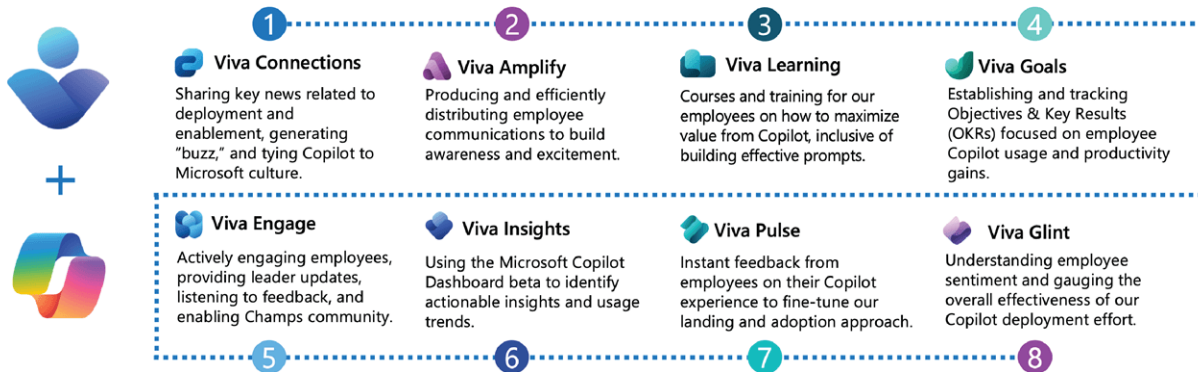 1
2
3
4
Viva Connections
Sharing key news related to
deployment and
enablement, generating
“buzz,” and tying Copilot to
Microsoft culture.
Viva Amplify
Producing and efficiently
distributing employee
communications to build
awareness and excitement.
Viva Learning
Courses and training for our
employees on how to maximize
value from Copilot, inclusive of
building effective prompts.
Viva Goals
Establishing and tracking
Objectives & Key Results
(OKRs) focused on employee
Copilot usage and productivity
gains.
+
Viva Engage
Actively engaging employees,
providing leader updates,
listening to feedback, and
enabling Champs community.
Viva Insights
Using the Microsoft Copilot
Dashboard beta to identify
actionable insights and usage
trends.
Viva Pulse
Instant feedback from
employees on their Copilot
experience to fine-tune our
landing and adoption approach.
Viva Glint
Understanding employee
sentiment and gauging the
overall effectiveness of our
Copilot deployment effort.
5
6
7
8